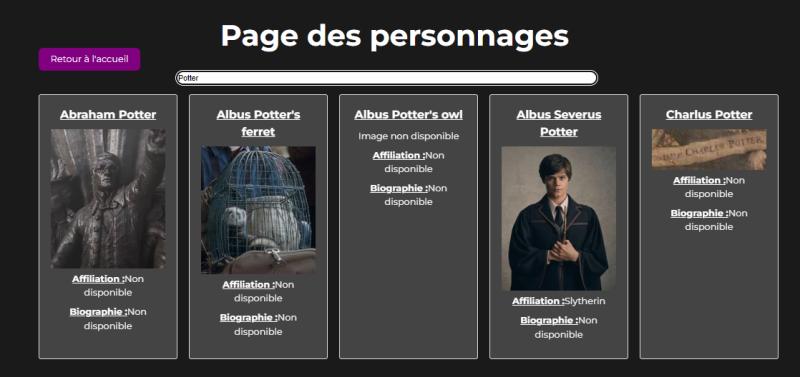 Page des personnages
Retour à l'accueil
Potter
Abraham Potter
Affiliation :Non
disponible
Biographie :Non
disponible
Albus Potter's
ferret
Affiliation :Non
disponible
Biographie :Non
disponible
Albus Potter's owl
Image non disponible
Affiliation :Non
disponible
Biographie :Non
disponible
Albus Severus
Potter
Affiliation :Slytherin
Biographie :Non
disponible
Charlus Potter
CHARLUS POTTER
Affiliation :Non
disponible
Biographie :Non
disponible